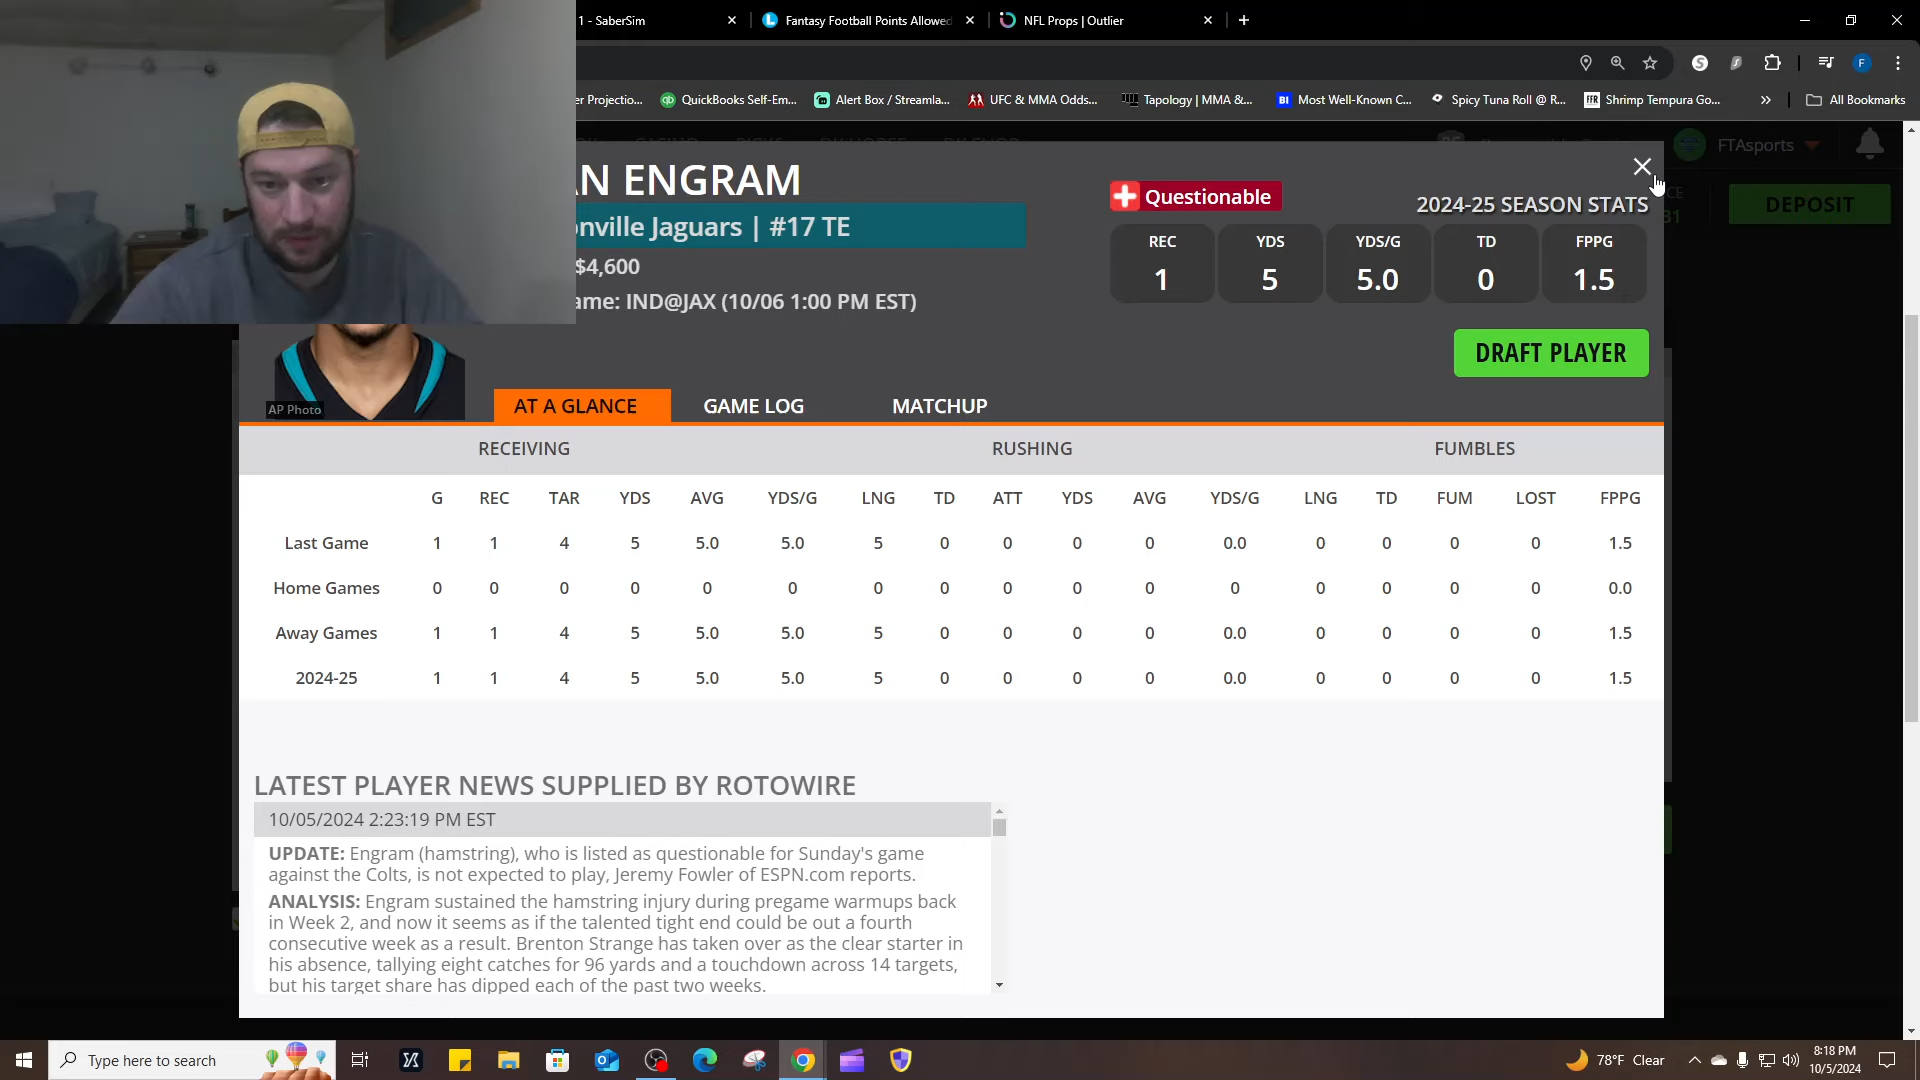 1 - SaberSim
Fantasy Football Points Allowed
NFL Props | Outlier
er Projectio...
QuickBooks Self-Em...
Alert Box / Streamla...
UFC & MMA Odds...
Tapology | MMA &...
BI
Most Well-Known C...
Spicy Tuna Roll @ R...
FFR
Shrimp Tempura Go...
All Bookmarks
F
FTAsports
DEPOSIT
AN ENGRAM
onville Jaguars | #17 TE
$4,600
ame: IND@JAX (10/06 1:00 PM EST)
Questionable
2024-25 SEASON STATS
REC YDS YDS/G TD FPPG
1 5 5.0 0 1.5
DRAFT PLAYER
AP Photo
AT A GLANCE GAME LOG MATCHUP
RECEIVING RUSHING FUMBLES
G REC TAR YDS AVG YDS/G LNG TD ATT YDS AVG YDS/G LNG TD FUM LOST FPPG
Last Game 1 1 4 5 5.0 5.0 5 0 0 0 0 0.0 0 0 0 0 1.5
Home Games 0 0 0 0 0 0 0 0 0 0 0 0 0 0 0 0 0.0
Away Games 1 1 4 5 5.0 5.0 5 0 0 0 0 0.0 0 0 0 0 1.5
2024-25 1 1 4 5 5.0 5.0 5 0 0 0 0 0.0 0 0 0 0 1.5
LATEST PLAYER NEWS SUPPLIED BY ROTOWIRE
10/05/2024 2:23:19 PM EST
UPDATE: Engram (hamstring), who is listed as questionable for Sunday's game
against the Colts, is not expected to play, Jeremy Fowler of ESPN.com reports.
ANALYSIS: Engram sustained the hamstring injury during pregame warmups back
in Week 2, and now it seems as if the talented tight end could be out a fourth
consecutive week as a result. Brenton Strange has taken over as the clear starter in
his absence, tallying eight catches for 96 yards and a touchdown across 14 targets,
but his target share has dipped each of the past two weeks.
Type here to search
78°F Clear
8:18 PM
10/5/2024